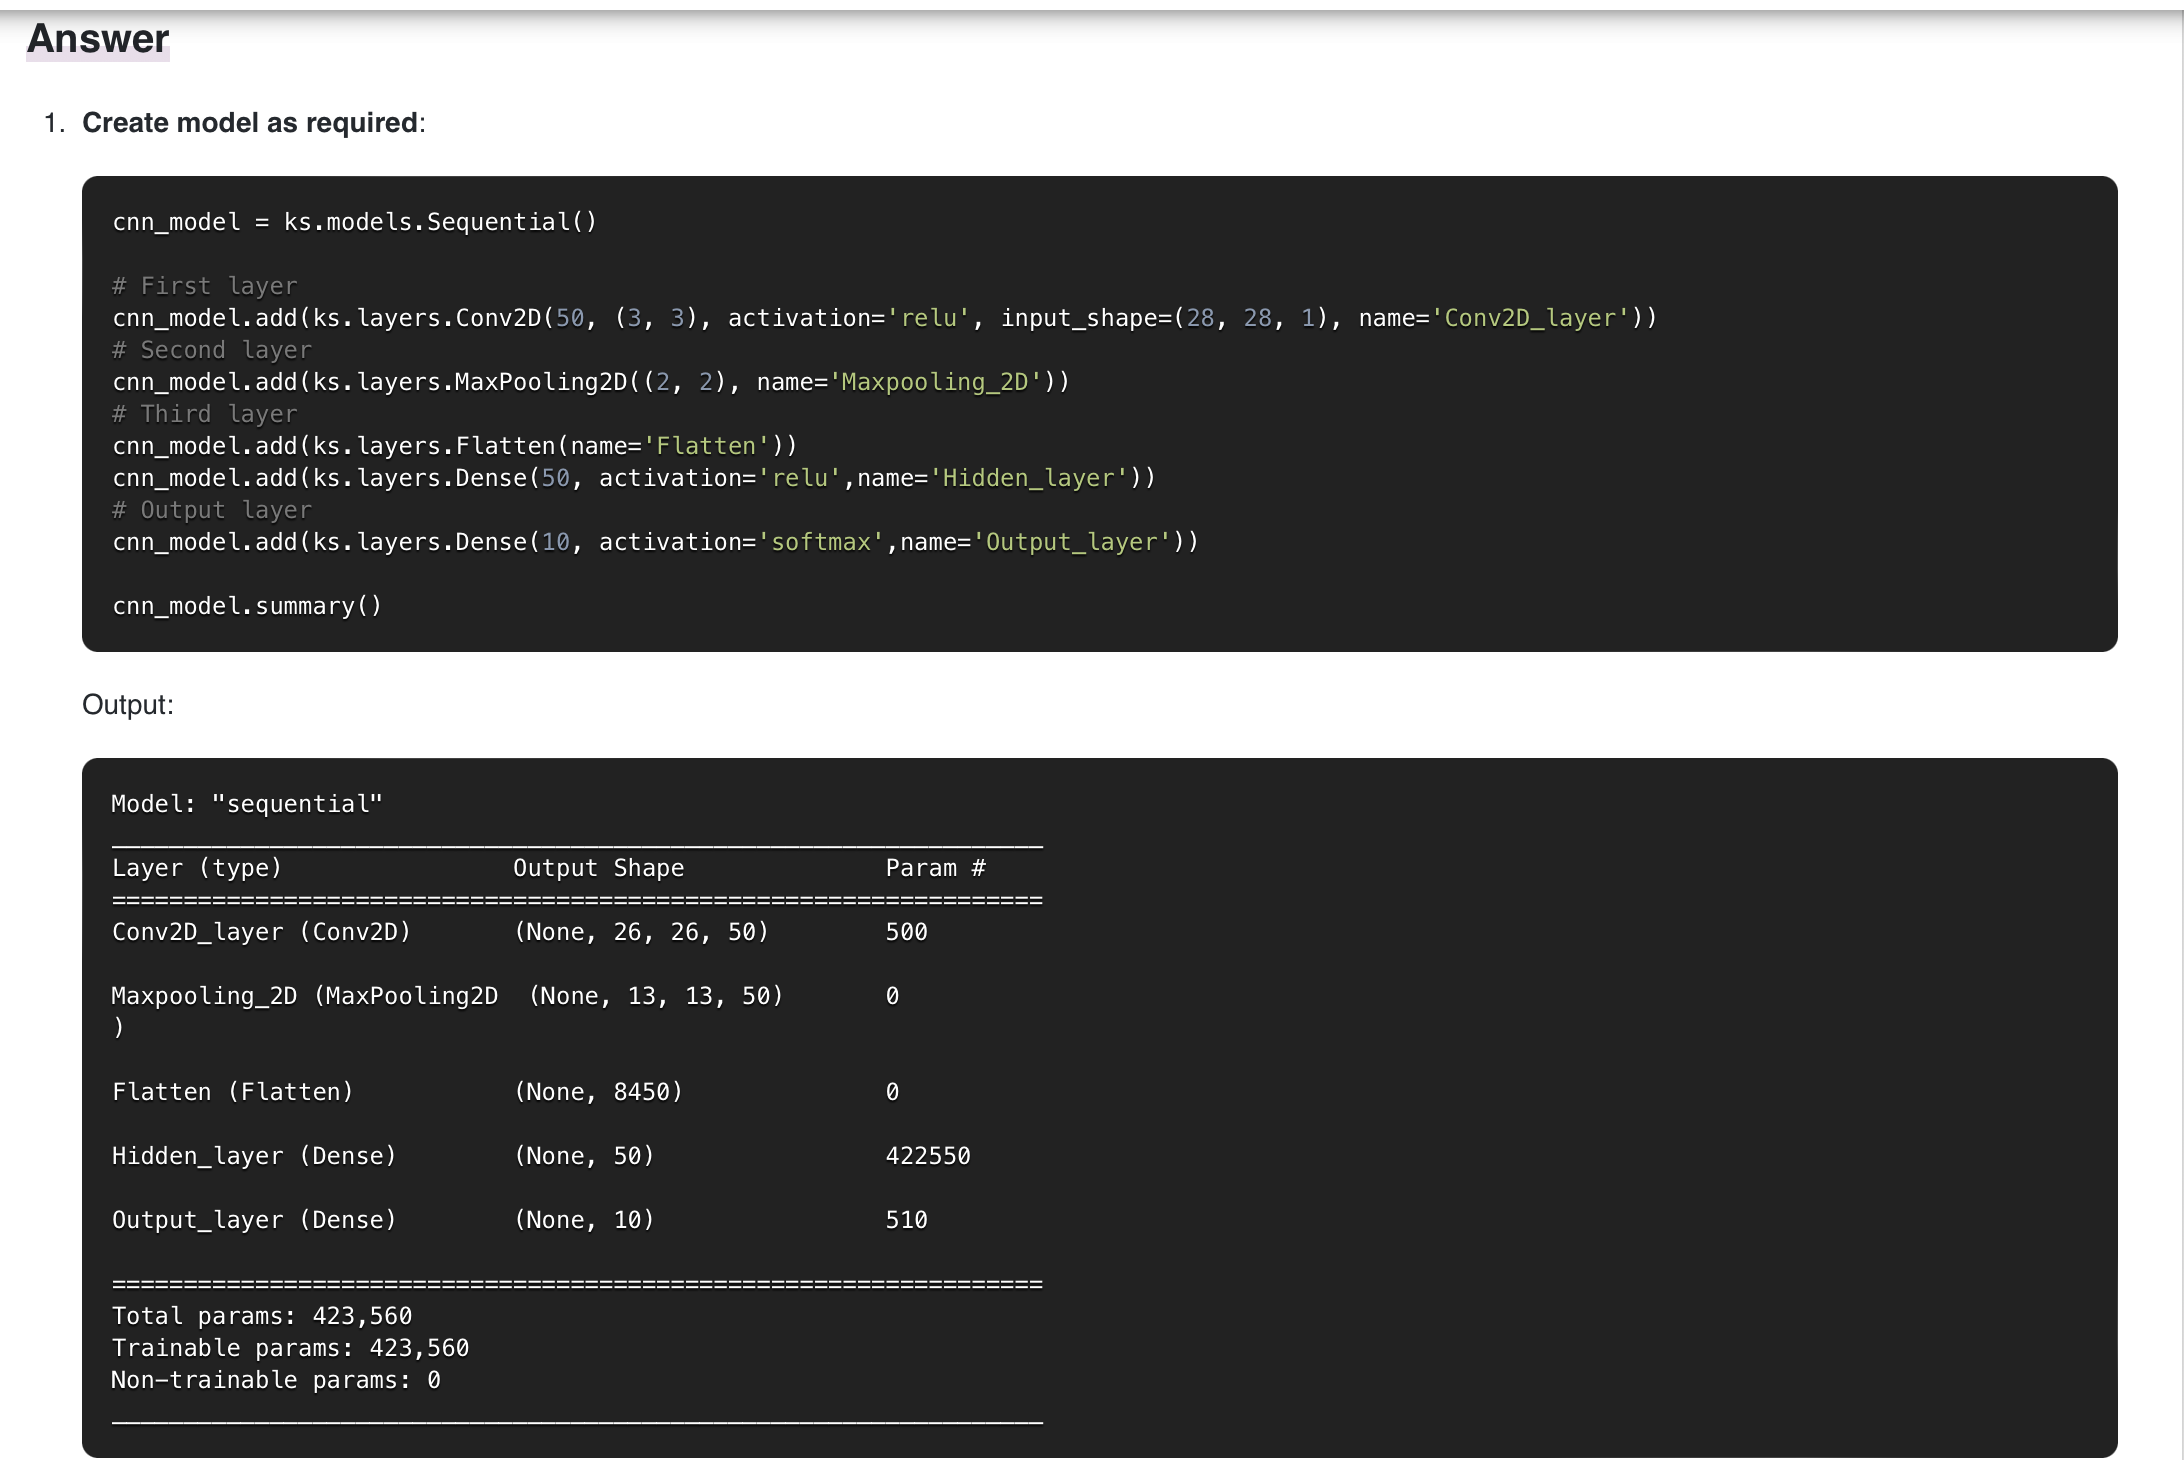 Answer
1. Create model as required:
cnn_model = ks.models.Sequential()
# First layer
cnn_model.add(ks.layers.Conv2D(50, (3, 3), activation='relu', input_shape=(28, 28, 1), name='Conv2D_layer'))
# Second layer
cnn_model.add(ks.layers.MaxPooling2D((2, 2), name='Maxpooling_2D'))
# Third layer
cnn_model.add(ks.layers.Flatten(name='Flatten'))
cnn_model.add(ks.layers.Dense(50, activation='relu',name='Hidden_layer'))
# Output layer
cnn_model.add(ks.layers.Dense(10, activation='softmax',name='Output_layer'))
cnn_model.summary()
Output:
Model: "sequential"
_________________________________________________________________
Layer (type)                Output Shape              Param #
=================================================================
Conv2D_layer (Conv2D)       (None, 26, 26, 50)        500
Maxpooling_2D (MaxPooling2D  (None, 13, 13, 50)       0
)
Flatten (Flatten)           (None, 8450)              0
Hidden_layer (Dense)        (None, 50)                422550
Output_layer (Dense)        (None, 10)                510
=================================================================
Total params: 423,560
Trainable params: 423,560
Non-trainable params: 0
_________________________________________________________________